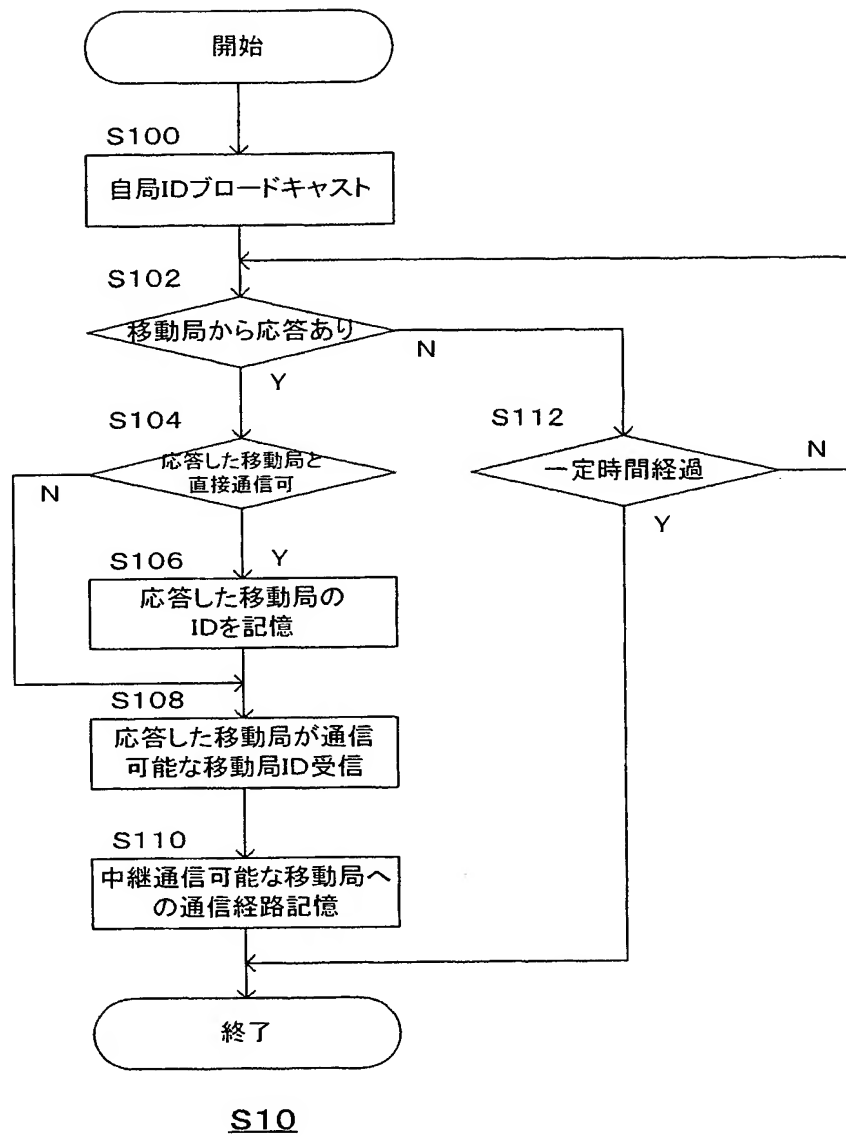 開始
S100
自局IDブロードキャスト
S102
移動局から応答あり
N
Y
S104
応答した移動局と
直接通信可
N
Y
S112
一定時間経過
N
Y
S106
応答した移動局の
IDを記憶
S108
応答した移動局が通信
可能な移動局ID受信
S110
中継通信可能な移動局へ
の通信経路記憶
終了
S10